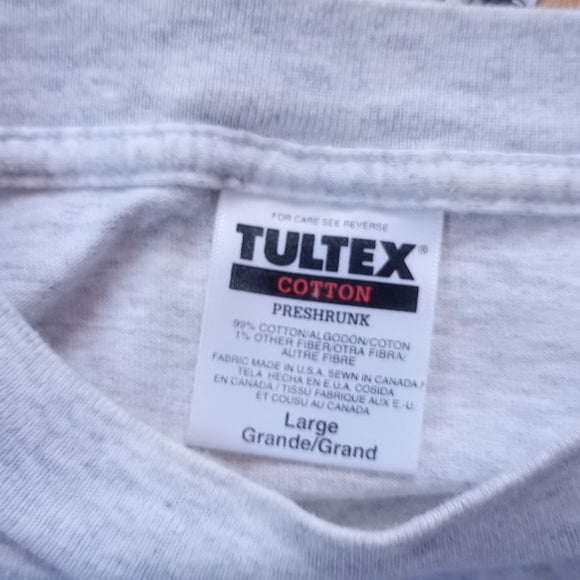 FOR CARE SEE REVERSE
TULTEX®
COTTON
PRESHRUNK
99% COTTON/ALGODÓN/COTON
1% OTHER FIBER/OTRA FIBRA/
AUTRE FIBRE
FABRIC MADE IN U.S.A. SEWN IN CANADA/
TELA HECHA EN E.U.A. COSIDA
EN CANADA / TISSU FABRIQUE AUX E.-U.
ET COUSU AU CANADA
Large
Grande/Grand